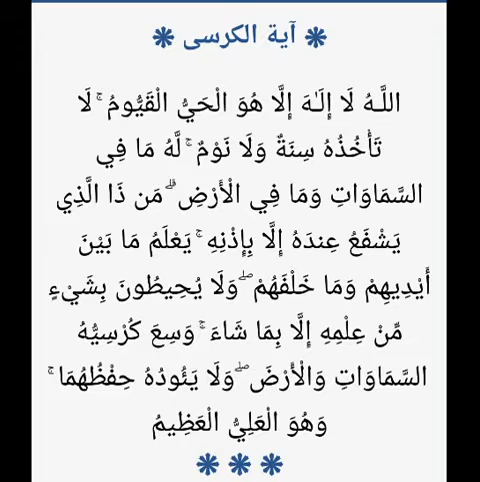 ❋ آية الكرسى ❋
اللَّـهُ لَا إِلَـٰهَ إِلَّا هُوَ الْحَيُّ الْقَيُّومُ ۚ لَا
تَأْخُذُهُ سِنَةٌ وَلَا نَوْمٌ ۚ لَّهُ مَا فِي
السَّمَاوَاتِ وَمَا فِي الْأَرْضِ ۗ مَن ذَا الَّذِي
يَشْفَعُ عِندَهُ إِلَّا بِإِذْنِهِ ۚ يَعْلَمُ مَا بَيْنَ
أَيْدِيهِمْ وَمَا خَلْفَهُمْ ۖ وَلَا يُحِيطُونَ بِشَيْءٍ
مِّنْ عِلْمِهِ إِلَّا بِمَا شَاءَ ۚ وَسِعَ كُرْسِيُّهُ
السَّمَاوَاتِ وَالْأَرْضَ ۖ وَلَا يَئُودُهُ حِفْظُهُمَا ۚ
وَهُوَ الْعَلِيُّ الْعَظِيمُ
❋ ❋ ❋